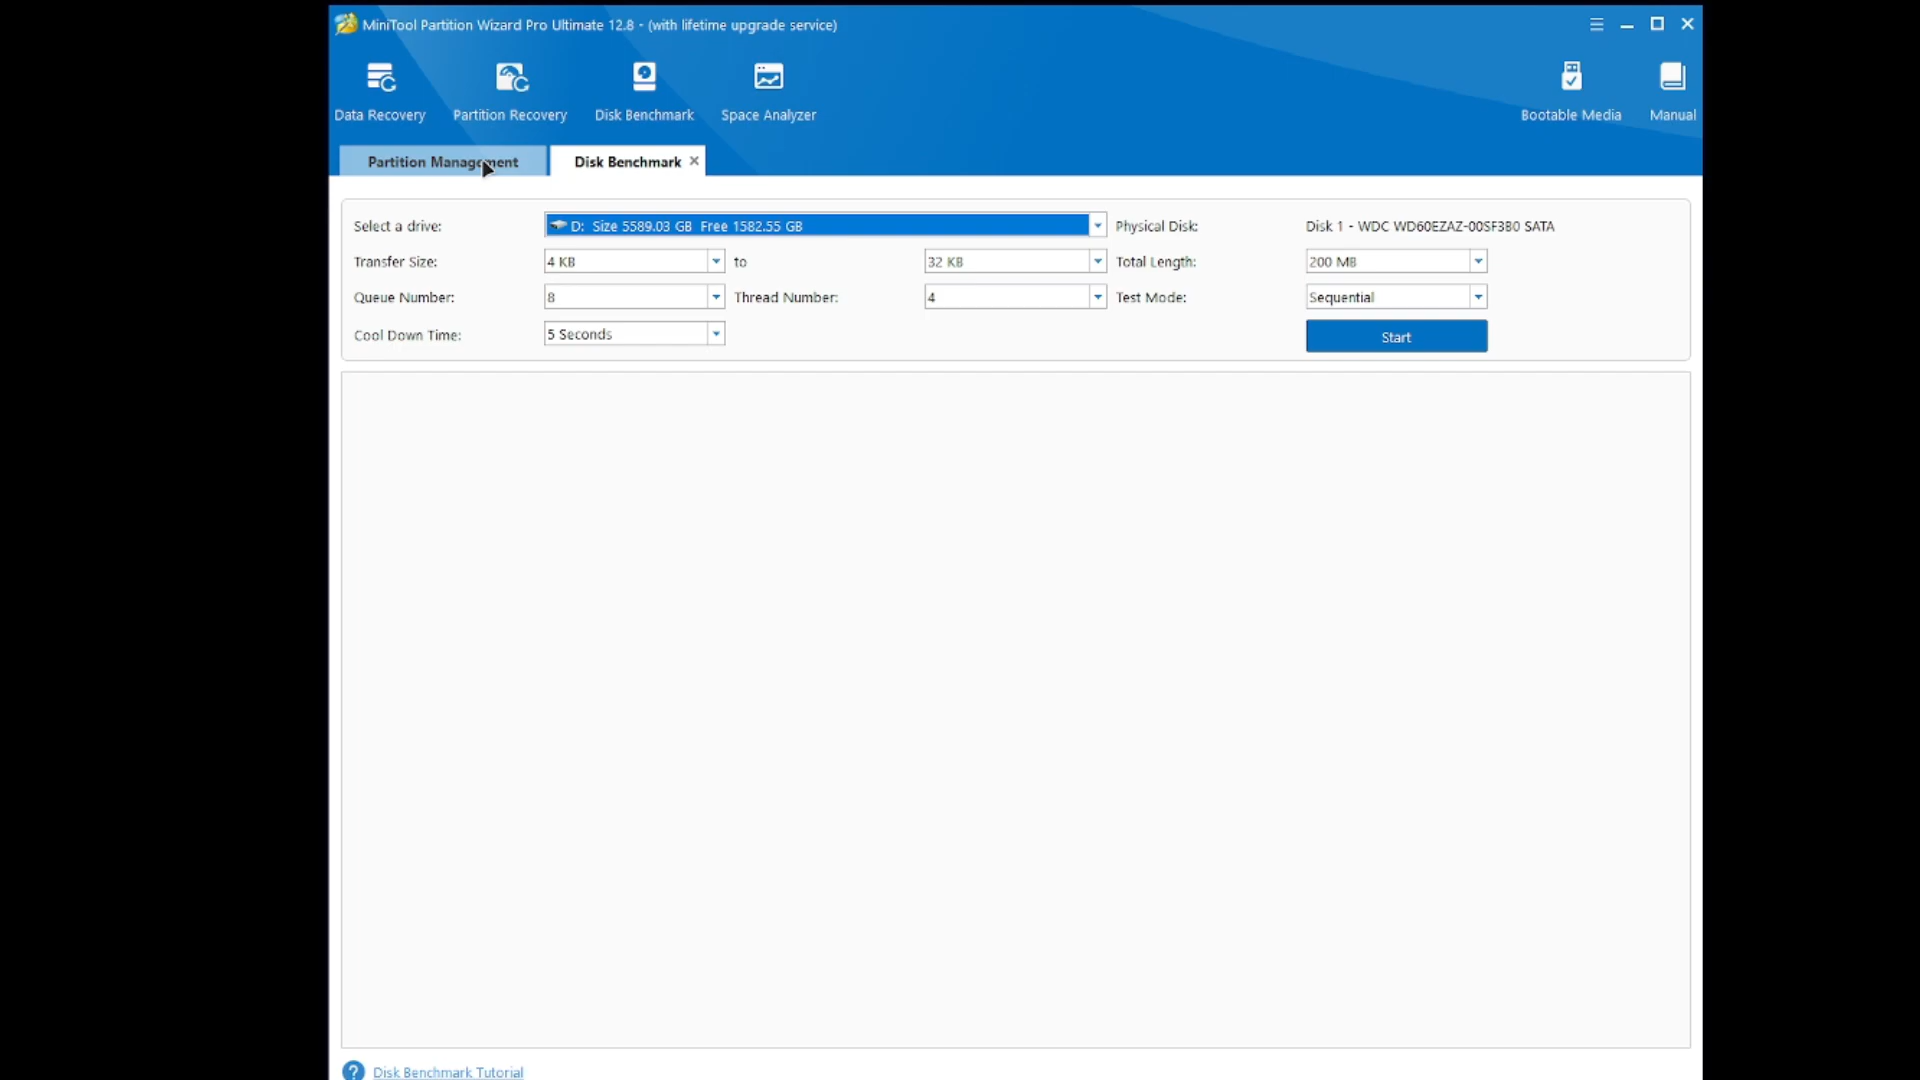 MiniTool Partition Wizard Pro Ultimate 12.8 - (with lifetime upgrade service)
Data Recovery Partition Recovery Disk Benchmark Space Analyzer Bootable Media Manual
Partition Management Disk Benchmark
Select a drive: D: Size 5589.03 GB Free 1582.55 GB Physical Disk: Disk 1 - WDC WD60EZAZ-00SF3B0 SATA
Transfer Size: 4 KB to 32 KB Total Length: 200 MB
Queue Number: 8 Thread Number: 4 Test Mode: Sequential
Cool Down Time: 5 Seconds Start
? Disk Benchmark Tutorial